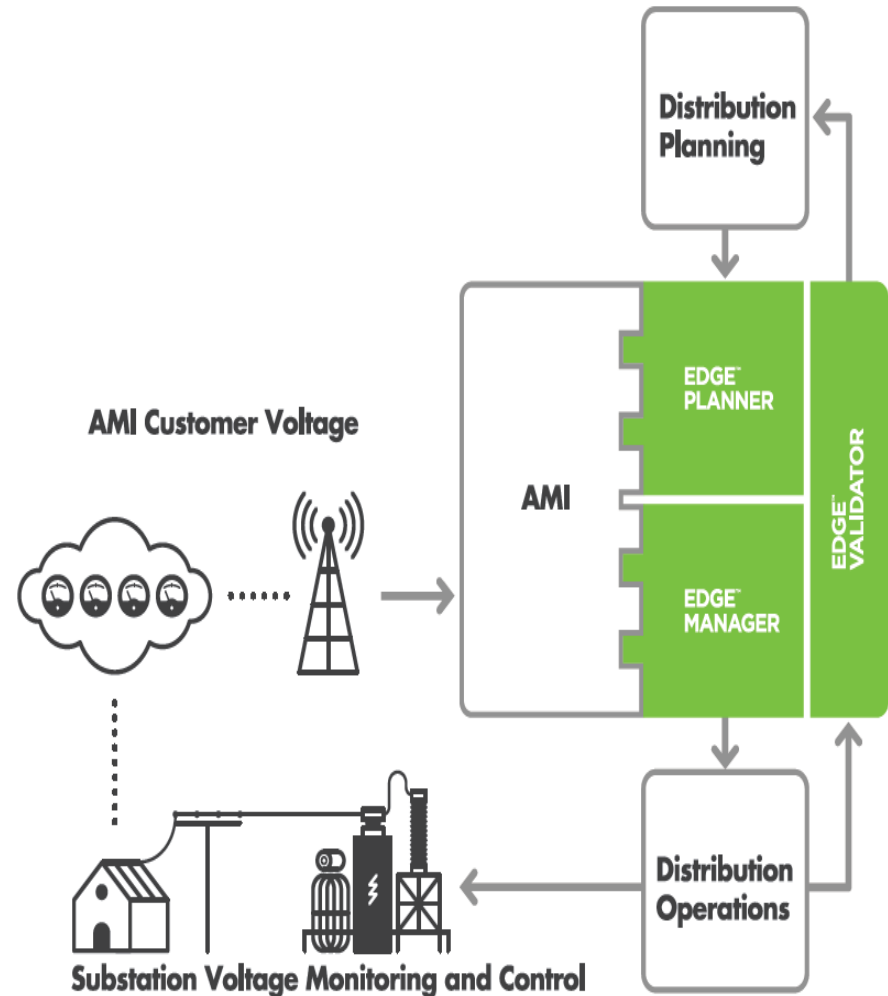 Distribution
Planning
EDGE™
PLANNER
AMI Customer Voltage
EDGE™
VALIDATOR
AMI
EDGE™
MANAGER
Distribution
Operations
Substation Voltage Monitoring and Control